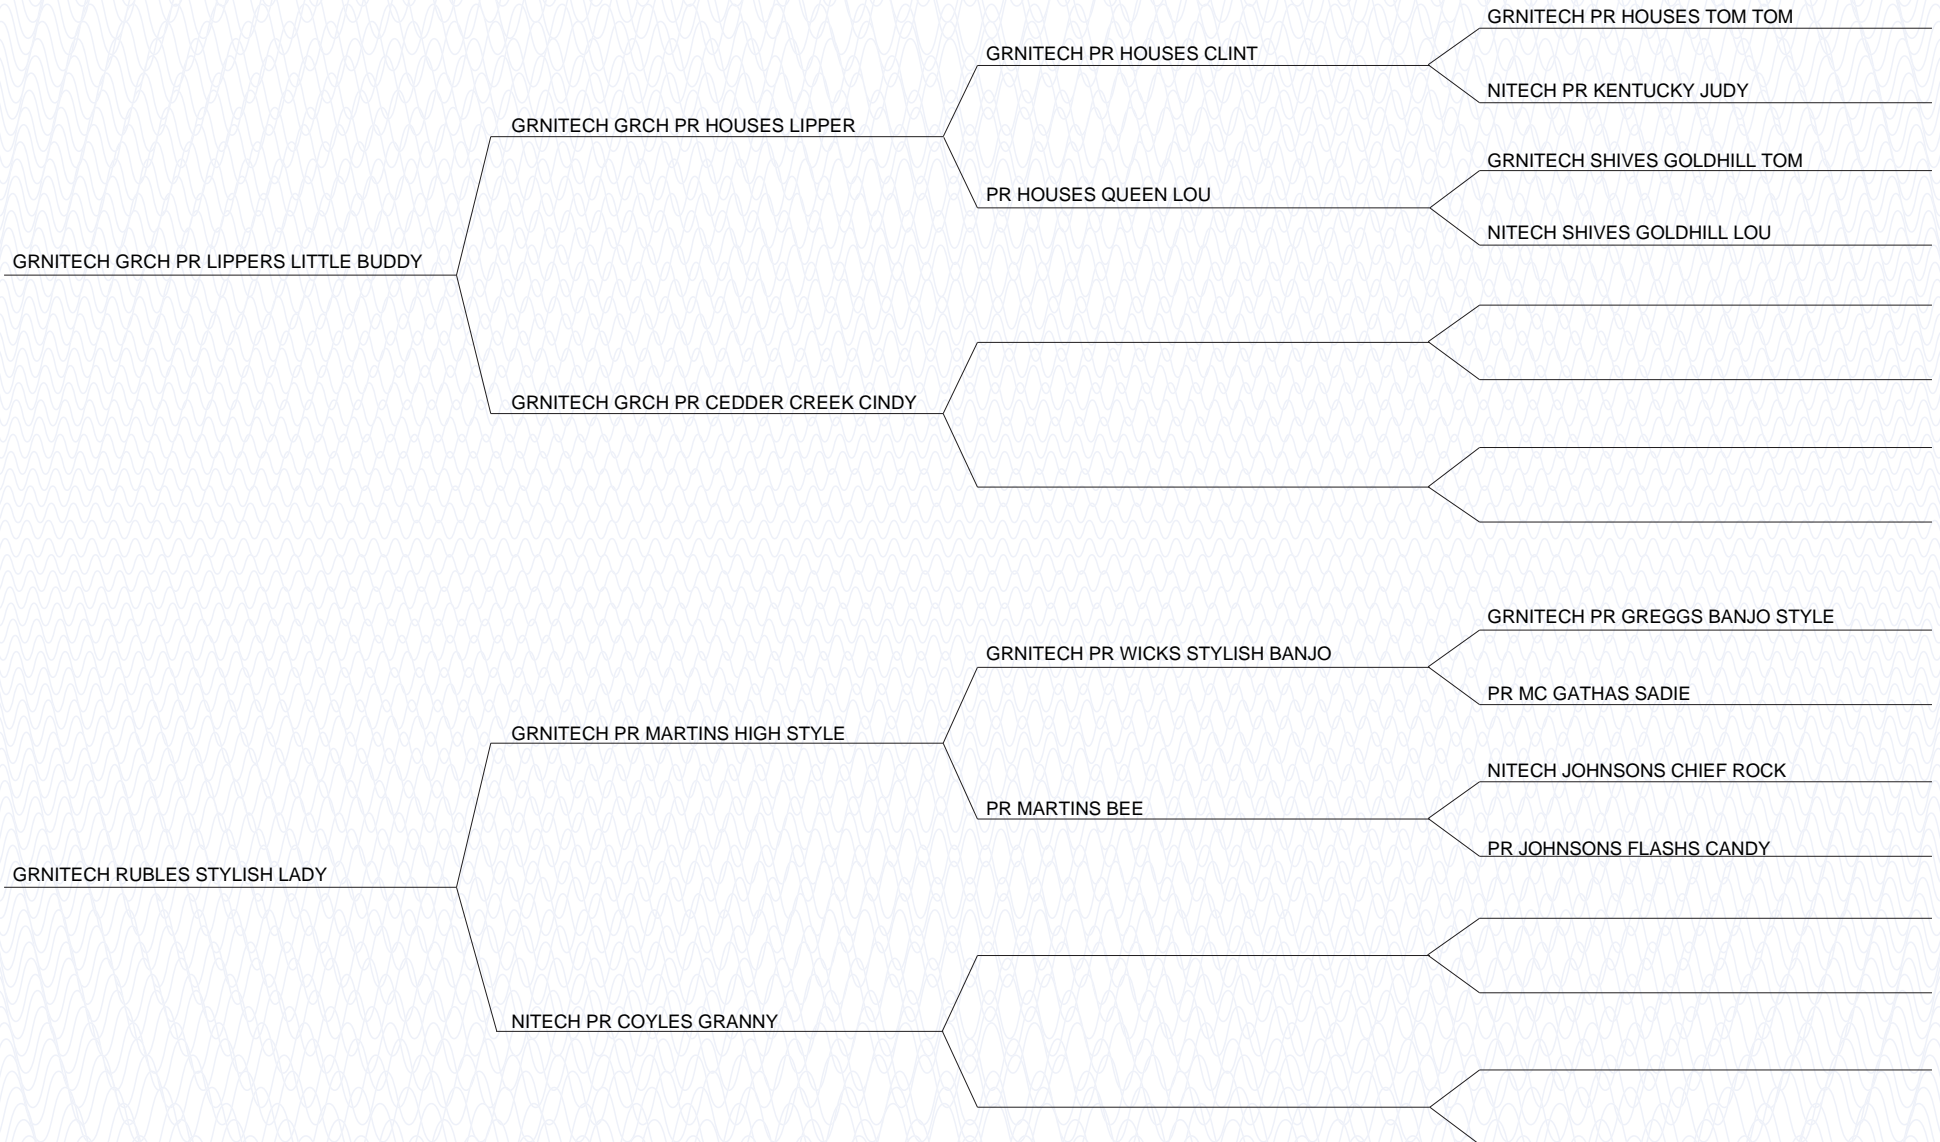 GRNITECH PR HOUSES TOM TOM
GRNITECH PR HOUSES CLINT
NITECH PR KENTUCKY JUDY
GRNITECH GRCH PR HOUSES LIPPER
GRNITECH SHIVES GOLDHILL TOM
PR HOUSES QUEEN LOU
NITECH SHIVES GOLDHILL LOU
GRNITECH GRCH PR LIPPERS LITTLE BUDDY
GRNITECH GRCH PR CEDDER CREEK CINDY
GRNITECH PR GREGGS BANJO STYLE
GRNITECH PR WICKS STYLISH BANJO
PR MC GATHAS SADIE
GRNITECH PR MARTINS HIGH STYLE
NITECH JOHNSONS CHIEF ROCK
PR MARTINS BEE
PR JOHNSONS FLASHS CANDY
GRNITECH RUBLES STYLISH LADY
NITECH PR COYLES GRANNY